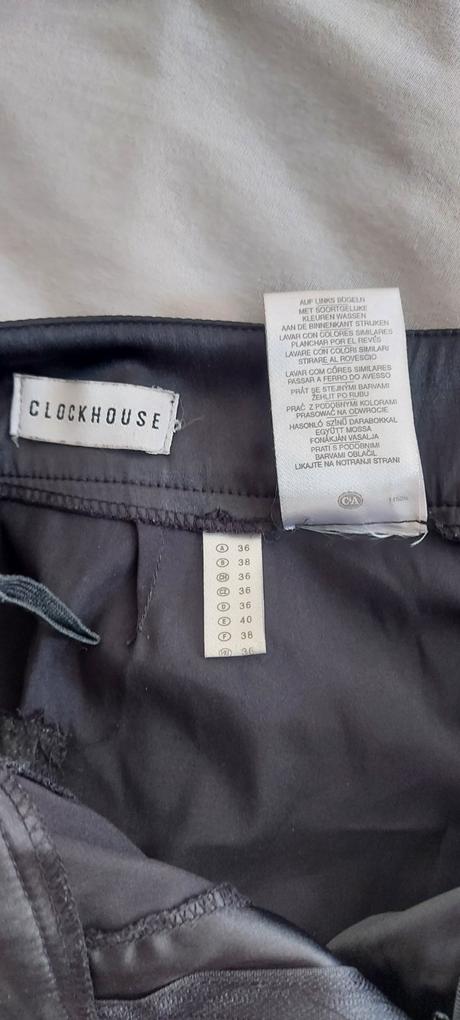 CLOCKHOUSE
AUF LINKS BÜGELN
MET SOORTGELIJKE
KLEUREN WASSEN
AAN DE BINNENKANT STRIJKEN
LAVAR CON COLORES SIMILARES
PLANCHAR POR EL REVÉS
LAVARE CON COLORI SIMILARI
STIRARE AL ROVESCIO
LAVAR COM CÔRES SIMILARES
PASSAR A FERRO DO AVESSO
PRÁT SE STEJNÝMI BARVAMI
ŽEHLIT PO RUBU
PRAĆ Z PODOBNYMI KOLORAMI
PRASOWAĆ NA ODWROCIE
HASONLÓ SZÍNŰ DARABOKKAL
EGYÜTT MOSSA
FONÁKJÁN VASALJA
PRATI S PODOBNIMI
BARVAMI OBLAČIL
LIKAJTE NA NOTRANJI STRANI
C&A
A 36
B 38
CH 36
CZ 36
D 36
E 40
F 38
36